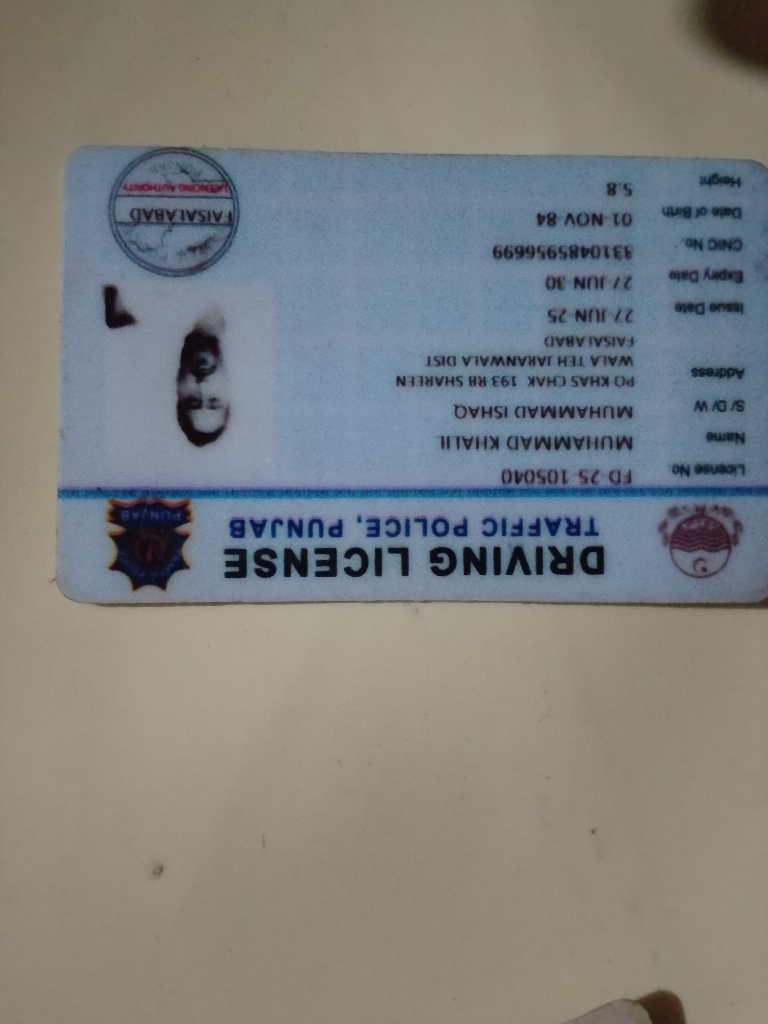 DRIVING LICENSE
TRAFFIC POLICE, PUNJAB
PUNJAB
License No. FD-25-105040
Name MUHAMMAD KHALIL
S/D/W MUHAMMAD ISHAQ
Address PO KHAS CHAK 193 RB SHAREEN
WALA TEH JARANWALA DIST
FAISALABAD
Issue Date 27-JUN-25
Expiry Date 27-JUN-30
CNIC No. 3310485956699
Date of Birth 01-NOV-84
Height 5.8
FAISALABAD
LICENCING AUTHORITY